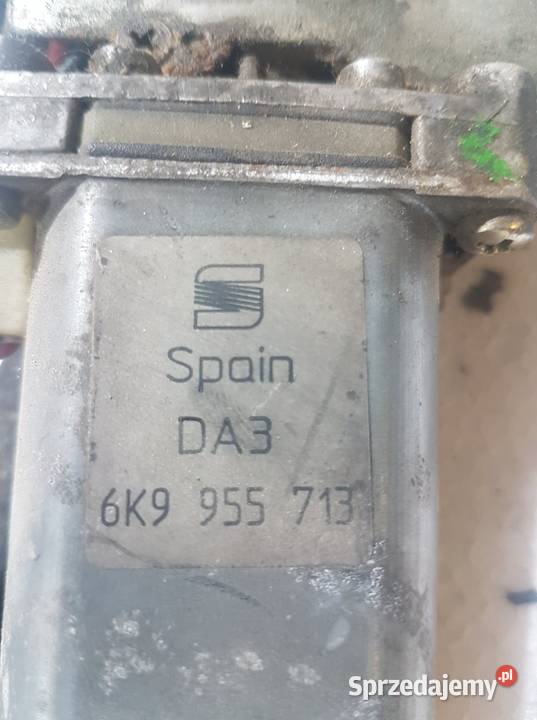 Spain
DA3
6K9 955 713
Sprzedajemy.pl